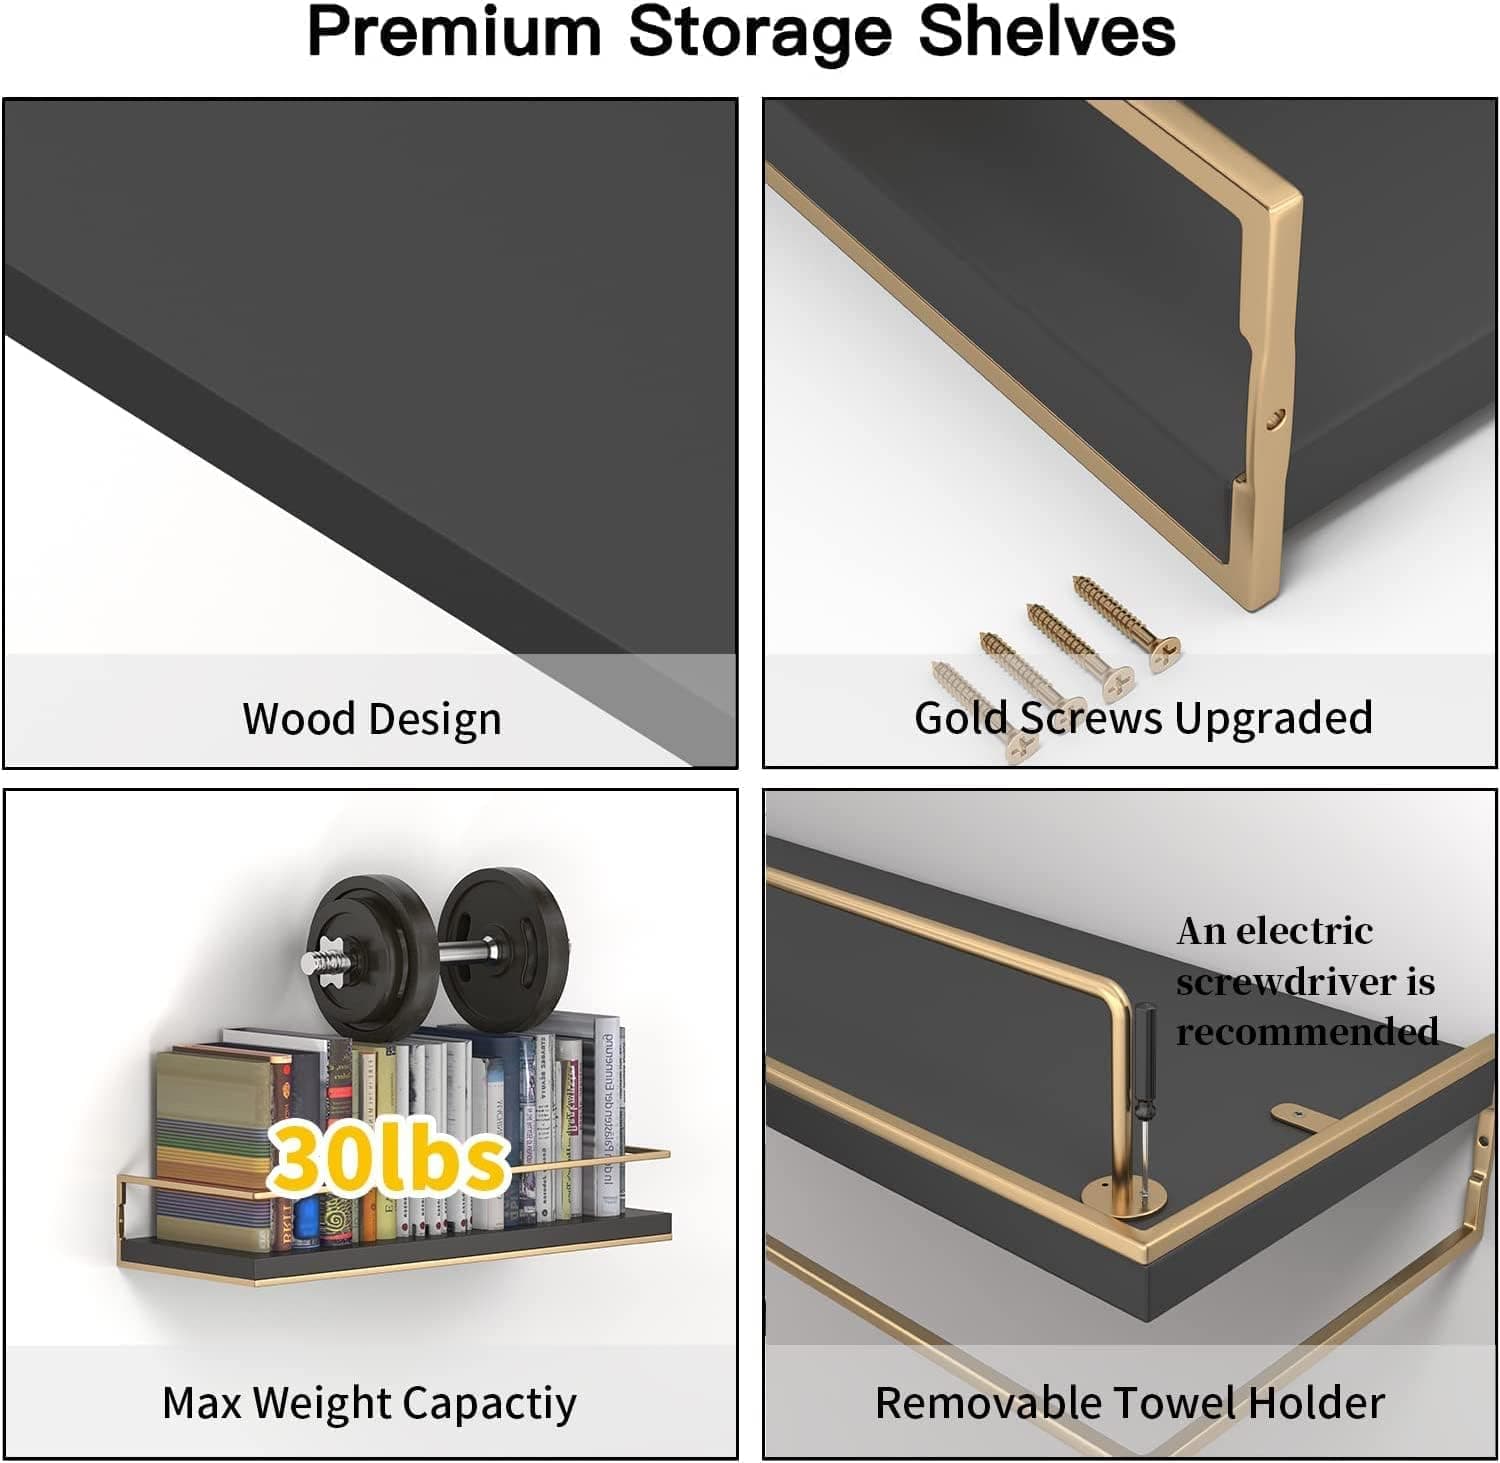 Premium Storage Shelves
Wood Design
Gold Screws Upgraded
30lbs
Max Weight Capactiy
An electric
screwdriver is
recommended
Removable Towel Holder